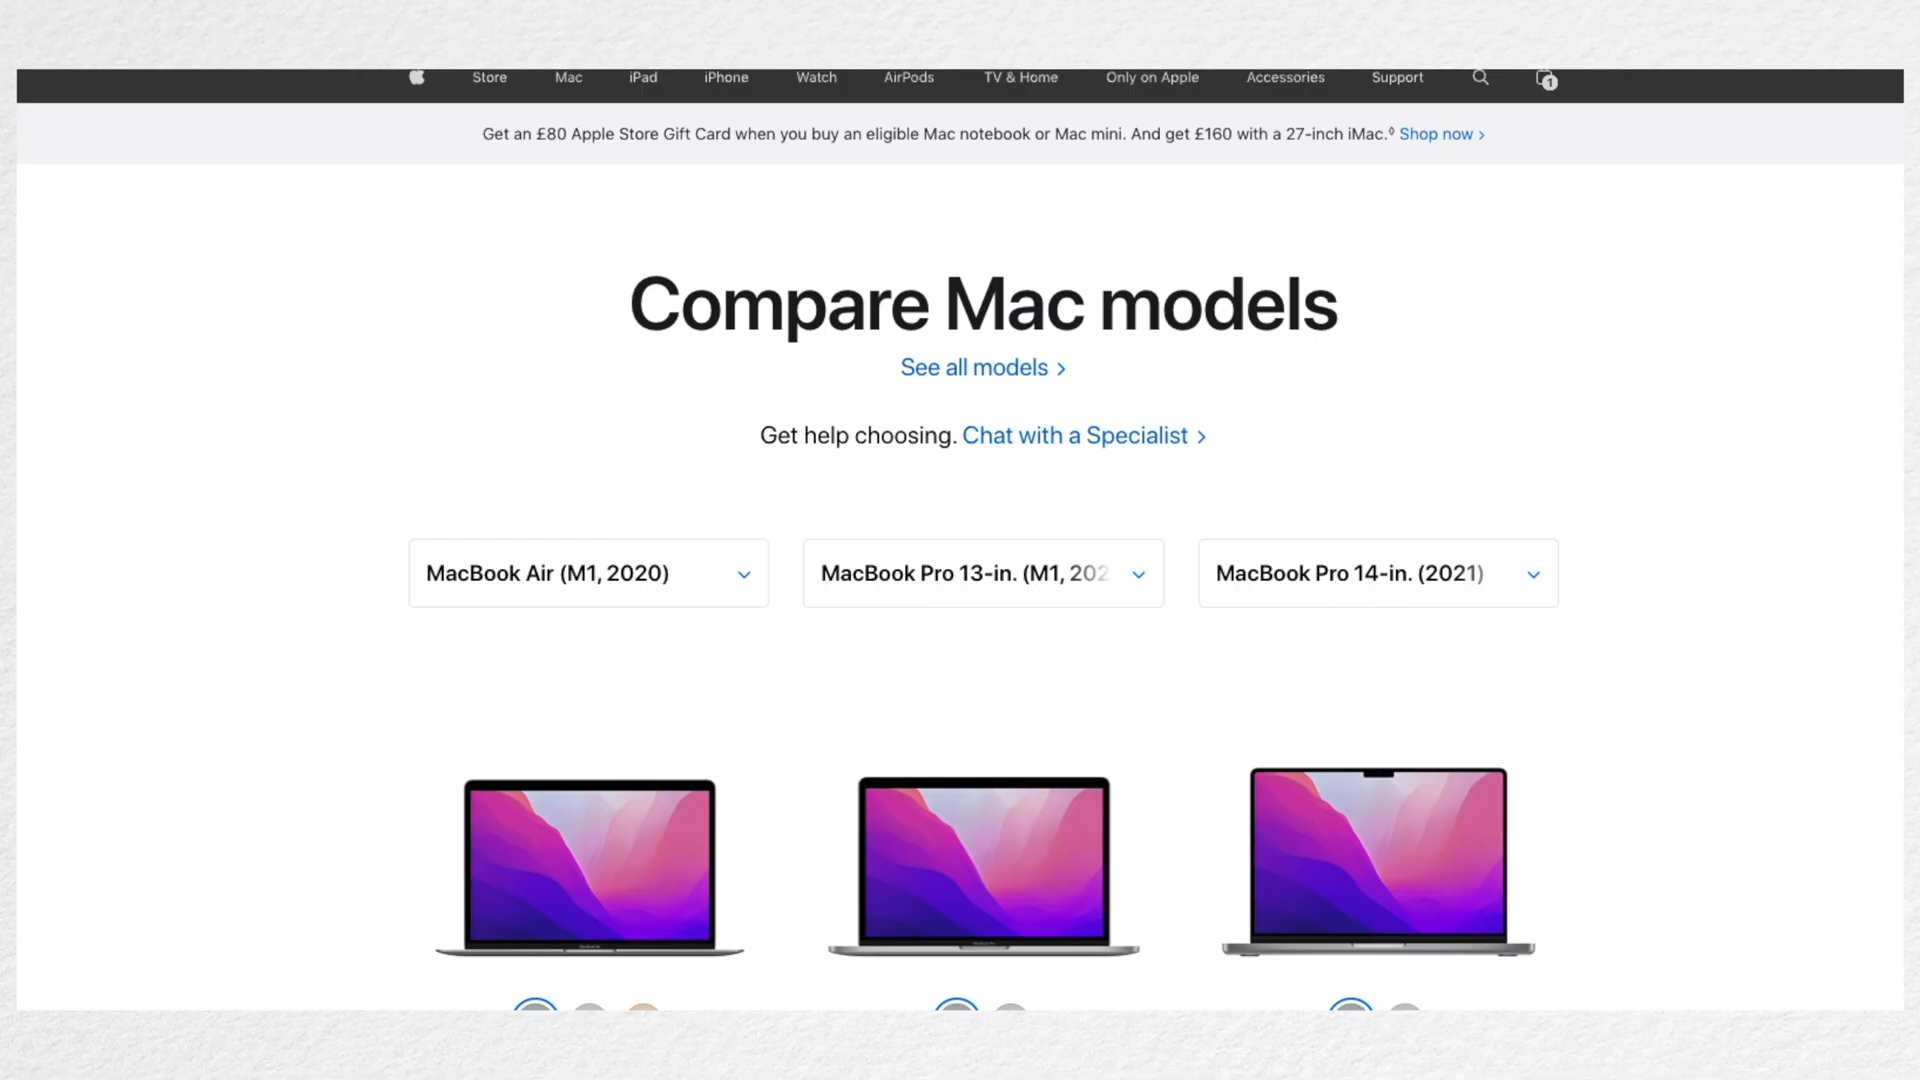 Store Mac iPad iPhone Watch AirPods TV & Home Only on Apple Accessories Support 1
Get an £80 Apple Store Gift Card when you buy an eligible Mac notebook or Mac mini. And get £160 with a 27-inch iMac.◊ Shop now >
Compare Mac models
See all models >
Get help choosing. Chat with a Specialist >
MacBook Air (M1, 2020) MacBook Pro 13-in. (M1, 202 MacBook Pro 14-in. (2021)